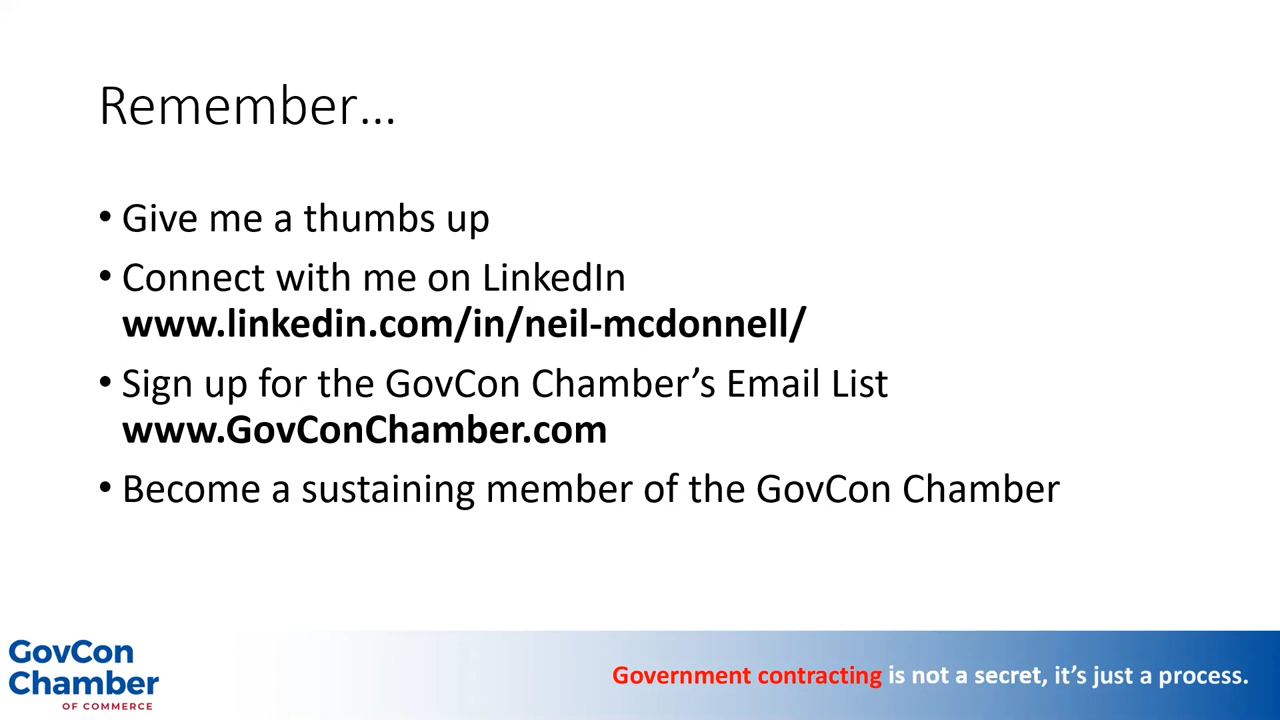 Remember...
• Give me a thumbs up
• Connect with me on LinkedIn
www.linkedin.com/in/neil-mcdonnell/
• Sign up for the GovCon Chamber’s Email List
www.GovConChamber.com
• Become a sustaining member of the GovCon Chamber
GovCon
Chamber
OF COMMERCE
Government contracting is not a secret, it’s just a process.